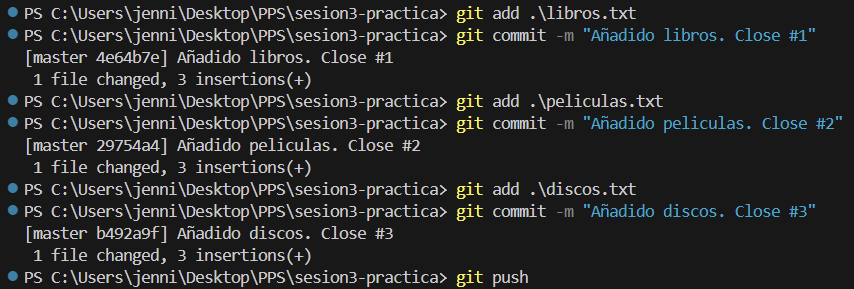 PS C:\Users\jenni\Desktop\PPS\sesion3-practica> git add .\libros.txt
PS C:\Users\jenni\Desktop\PPS\sesion3-practica> git commit -m "Añadido libros. Close #1"
[master 4e64b7e] Añadido libros. Close #1
1 file changed, 3 insertions(+)
PS C:\Users\jenni\Desktop\PPS\sesion3-practica> git add .\peliculas.txt
PS C:\Users\jenni\Desktop\PPS\sesion3-practica> git commit -m "Añadido peliculas. Close #2"
[master 29754a4] Añadido peliculas. Close #2
1 file changed, 3 insertions(+)
PS C:\Users\jenni\Desktop\PPS\sesion3-practica> git add .\discos.txt
PS C:\Users\jenni\Desktop\PPS\sesion3-practica> git commit -m "Añadido discos. Close #3"
[master b492a9f] Añadido discos. Close #3
1 file changed, 3 insertions(+)
PS C:\Users\jenni\Desktop\PPS\sesion3-practica> git push